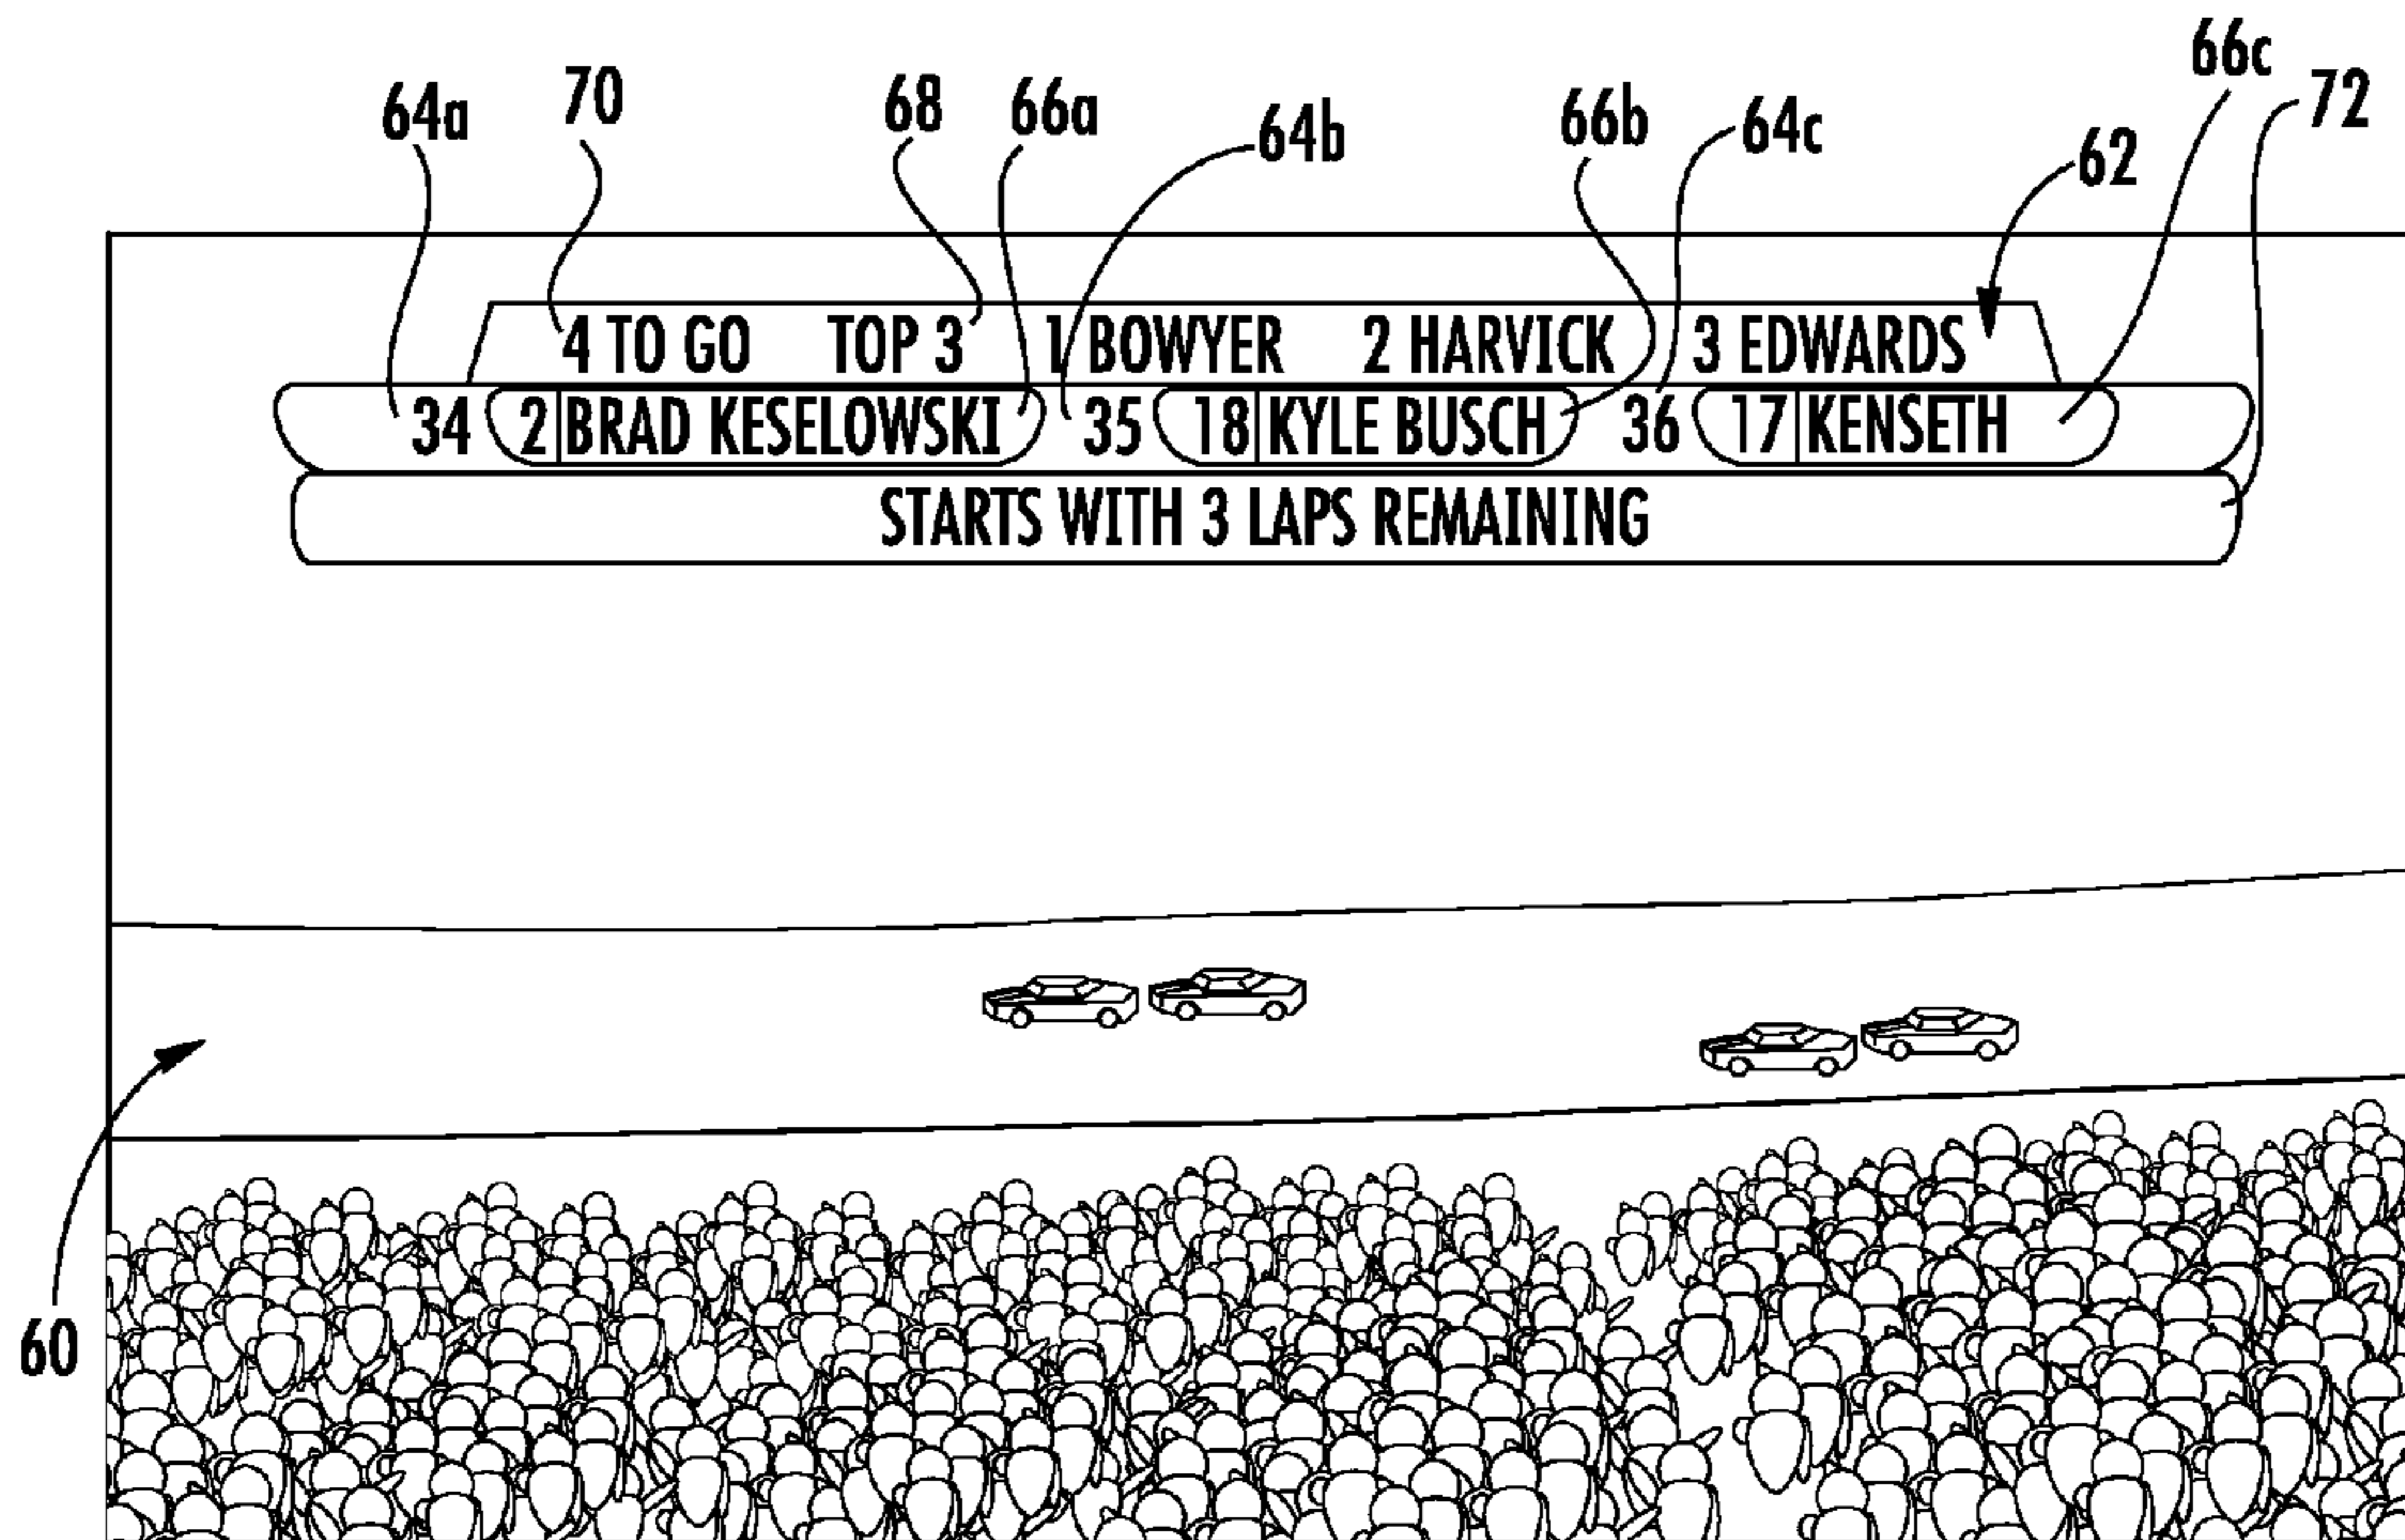 66c
70 68 66a 66b 72
64a 64b 64c 62
4 TO GO TOP 3 1 BOWYER 2 HARVICK 3 EDWARDS
34 2 BRAD KESELOWSKI 35 18 KYLE BUSCH 36 17 KENSETH
STARTS WITH 3 LAPS REMAINING
60